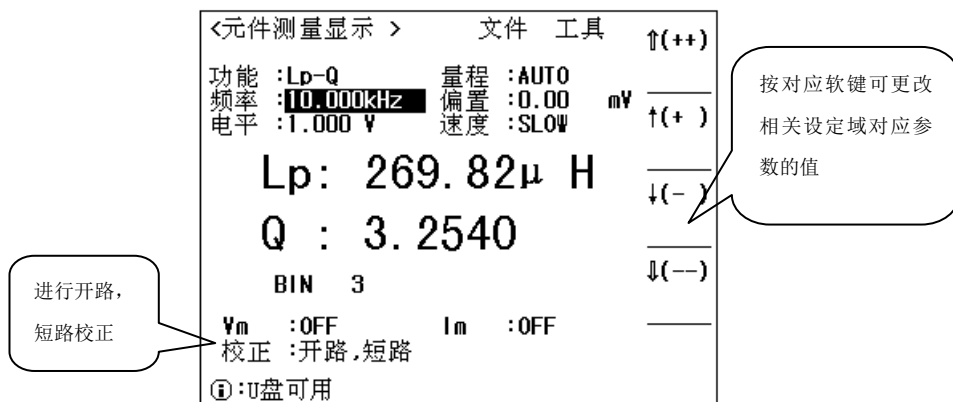 <元件测量显示 >   文件  工具
功能 :Lp-Q   量程 :AUTO
频率 :10.000kHz   偏置 :0.00  mV
电平 :1.000 V   速度 :SLOW
Lp: 269.82μ H
Q : 3.2540
BIN 3
Vm :OFF   Im :OFF
校正 :开路,短路
ⓘ:U盘可用
⇑(++)
↑(+ )
↓(- )
⇓(--)
按对应软键可更改
相关设定域对应参
数的值
进行开路，
短路校正